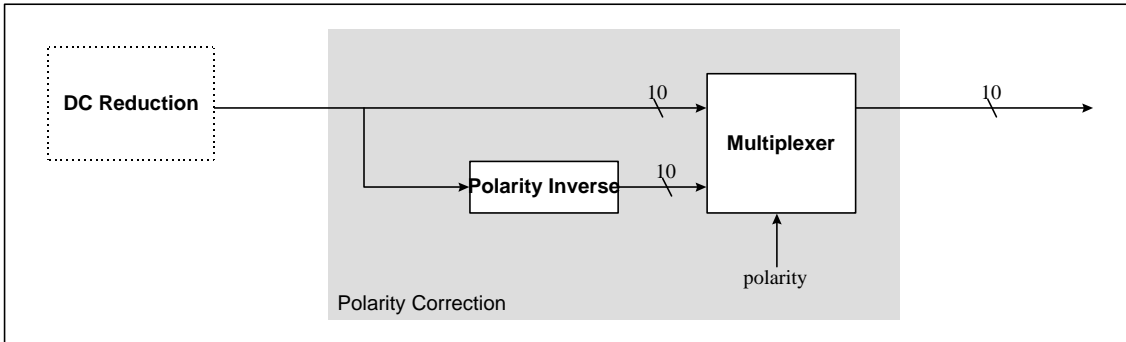 DC Reduction
10
10
Multiplexer
Polarity Inverse
10
polarity
Polarity Correction